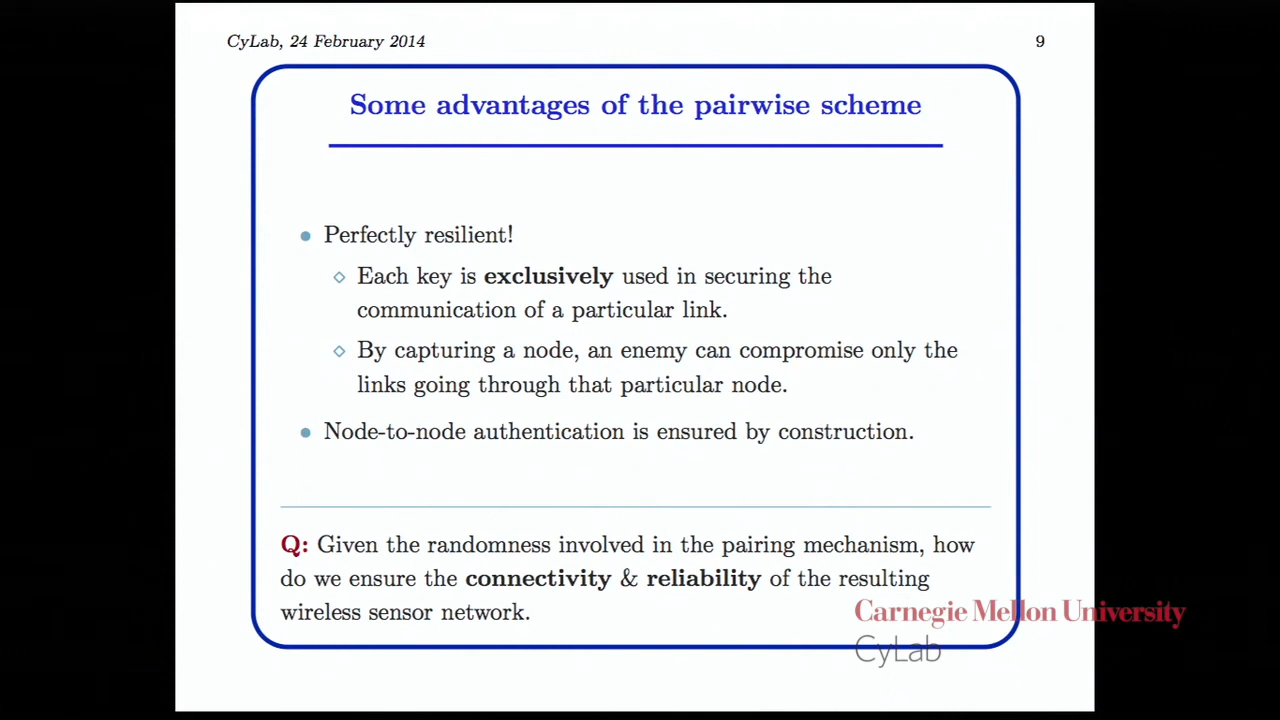 CyLab, 24 February 2014 9
Some advantages of the pairwise scheme
• Perfectly resilient!
⋄ Each key is exclusively used in securing the
communication of a particular link.
⋄ By capturing a node, an enemy can compromise only the
links going through that particular node.
• Node-to-node authentication is ensured by construction.
Q: Given the randomness involved in the pairing mechanism, how
do we ensure the connectivity & reliability of the resulting
wireless sensor network.
Carnegie Mellon University
CyLab